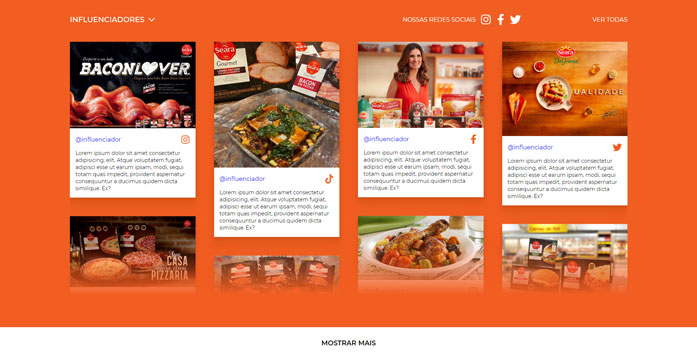 INFLUENCIADORES
NOSSAS REDES SOCIAIS
VER TODAS
Seara
BACONLOVER
@influenciador
Lorem ipsum dolor sit amet consectetur
adipisicing, elit. Atque voluptatem fugiat,
adipisci esse ut earum ipsam, modi, sequi
totam quas impedit, provident aspernatur
consequuntur a ducimus quidem dicta
similique. Ex?
Seara
Gourmet
BACON
@influenciador
Lorem ipsum dolor sit amet consectetur
adipisicing, elit. Atque voluptatem fugiat,
adipisci esse ut earum ipsam, modi, sequi
totam quas impedit, provident aspernatur
consequuntur a ducimus quidem dicta
similique. Ex?
@influenciador
Lorem ipsum dolor sit amet consectetur
adipisicing, elit. Atque voluptatem fugiat,
adipisci esse ut earum ipsam, modi, sequi
totam quas impedit, provident aspernatur
consequuntur a ducimus quidem dicta
similique. Ex?
Seara
UALIDADE
@influenciador
Lorem ipsum dolor sit amet consectetur
adipisicing, elit. Atque voluptatem fugiat,
adipisci esse ut earum ipsam, modi, sequi
totam quas impedit, provident aspernatur
consequuntur a ducimus quidem dicta
similique. Ex?
CASA
PIZZARIA
MOSTRAR MAIS